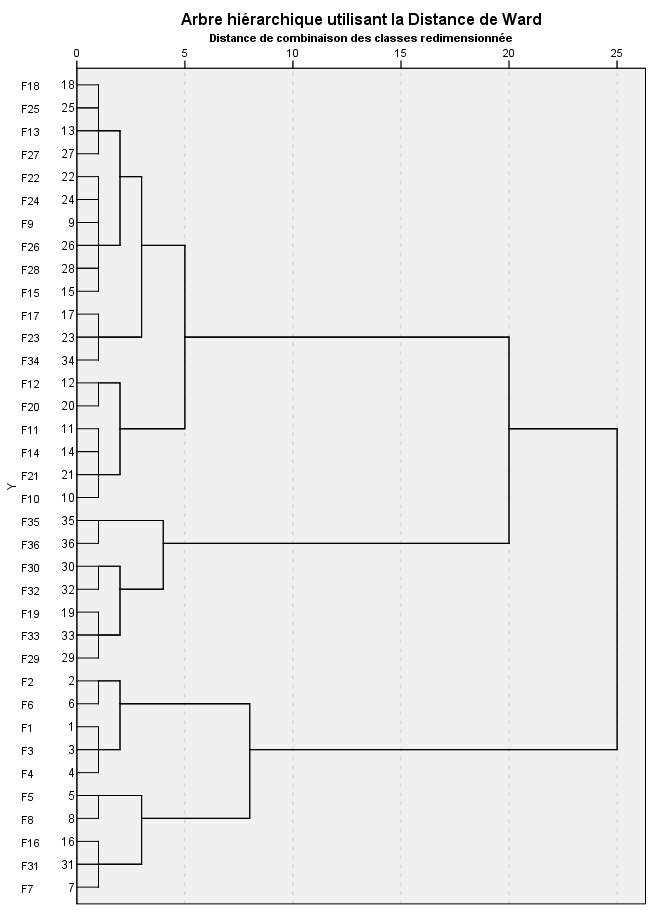 Arbre hiérarchique utilisant la Distance de Ward
Distance de combinaison des classes redimensionnée
0 5 10 15 20 25
F18 18
F25 25
F13 13
F27 27
F22 22
F24 24
F9 9
F26 26
F28 28
F15 15
F17 17
F23 23
F34 34
F12 12
F20 20
F11 11
F14 14
F21 21
Y
F10 10
F35 35
F36 36
F30 30
F32 32
F19 19
F33 33
F29 29
F2 2
F6 6
F1 1
F3 3
F4 4
F5 5
F8 8
F16 16
F31 31
F7 7